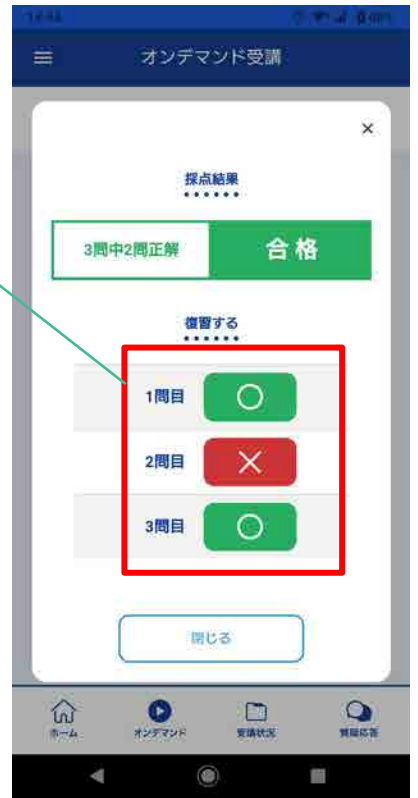 オンデマンド受講
×
採点結果
3問中2問正解
合格
復習する
1問目 ○
2問目 ×
3問目 ○
閉じる
ホーム
オンデマンド
受講状況
質疑応答